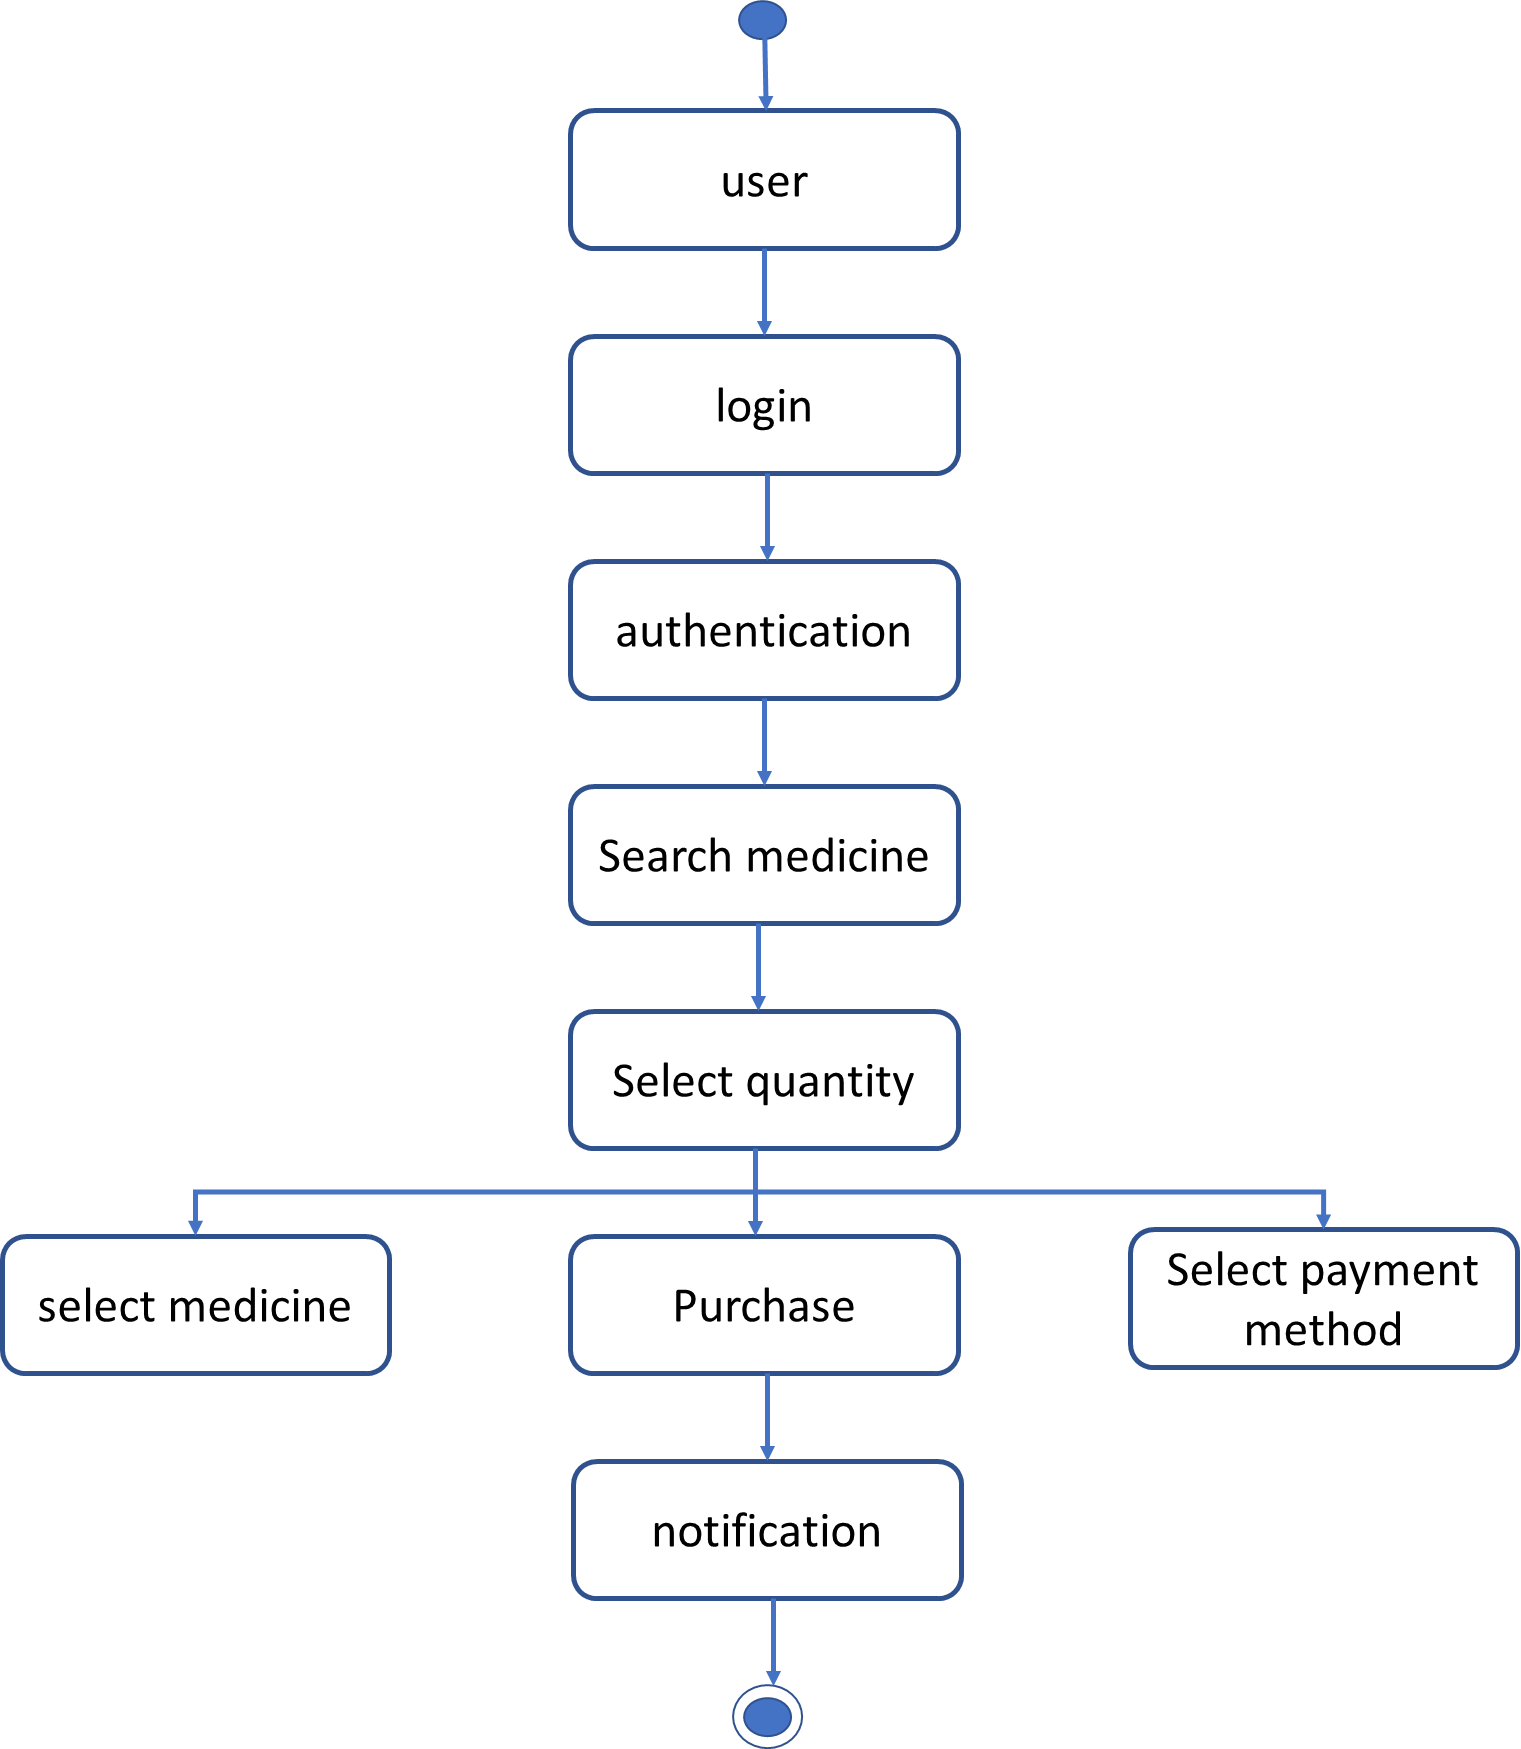 user
login
authentication
Search medicine
Select quantity
select medicine
Purchase
Select payment
method
notification